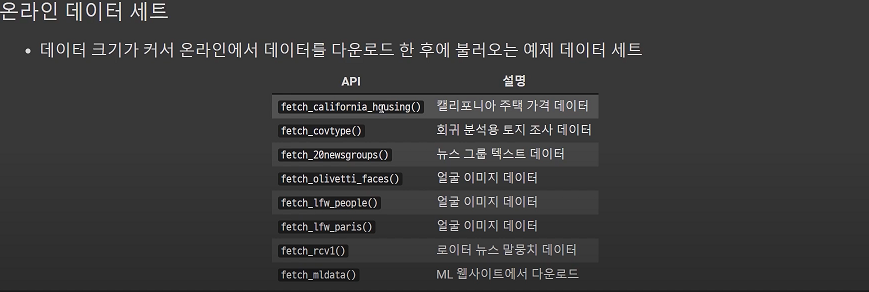 온라인 데이터 세트
• 데이터 크기가 커서 온라인에서 데이터를 다운로드 한 후에 불러오는 예제 데이터 세트
API 설명
fetch_california_housing() 캘리포니아 주택 가격 데이터
fetch_covtype() 회귀 분석용 토지 조사 데이터
fetch_20newsgroups() 뉴스 그룹 텍스트 데이터
fetch_olivetti_faces() 얼굴 이미지 데이터
fetch_lfw_people() 얼굴 이미지 데이터
fetch_lfw_paris() 얼굴 이미지 데이터
fetch_rcv1() 로이터 뉴스 말뭉치 데이터
fetch_mldata() ML 웹사이트에서 다운로드